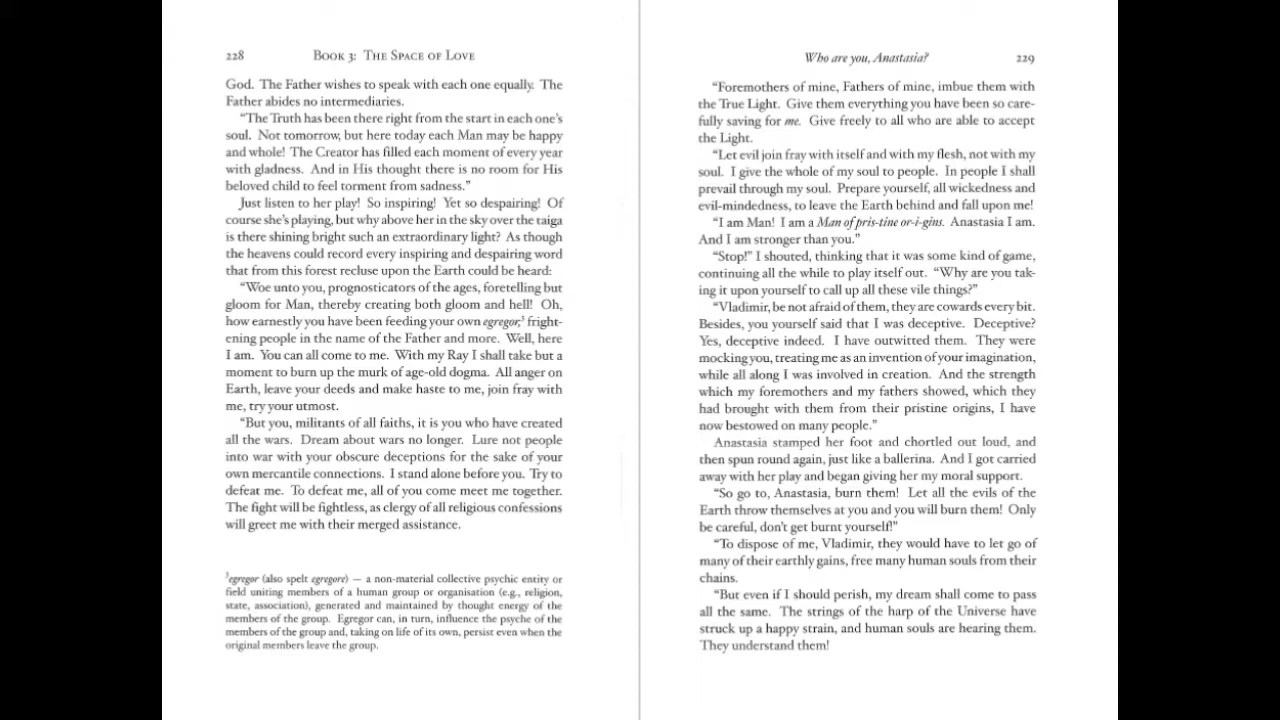 228 BOOK 3: THE SPACE OF LOVE
God. The Father wishes to speak with each one equally. The
Father abides no intermediaries.
“The Truth has been there right from the start in each one’s
soul. Not tomorrow, but here today each Man may be happy
and whole! The Creator has filled each moment of every year
with gladness. And in His thought there is no room for His
beloved child to feel torment from sadness.”
Just listen to her play! So inspiring! Yet so despairing! Of
course she’s playing, but why above her in the sky over the taiga
is there shining bright such an extraordinary light? As though
the heavens could record every inspiring and despairing word
that from this forest recluse upon the Earth could be heard:
“Woe unto you, prognosticators of the ages, foretelling but
gloom for Man, thereby creating both gloom and hell! Oh,
how earnestly you have been feeding your own egregor,³ fright-
ening people in the name of the Father and more. Well, here
I am. You can all come to me. With my Ray I shall take but a
moment to burn up the murk of age-old dogma. All anger on
Earth, leave your deeds and make haste to me, join fray with
me, try your utmost.
“But you, militants of all faiths, it is you who have created
all the wars. Dream about wars no longer. Lure not people
into war with your obscure deceptions for the sake of your
own mercantile connections. I stand alone before you. Try to
defeat me. To defeat me, all of you come meet me together.
The fight will be fightless, as clergy of all religious confessions
will greet me with their merged assistance.
³egregor (also spelt egregore) — a non-material collective psychic entity or
field uniting members of a human group or organisation (e.g., religion,
state, association), generated and maintained by thought energy of the
members of the group. Egregor can, in turn, influence the psyche of the
members of the group and, taking on life of its own, persist even when the
original members leave the group.
Who are you, Anastasia? 229
“Foremothers of mine, Fathers of mine, imbue them with
the True Light. Give them everything you have been so care-
fully saving for me. Give freely to all who are able to accept
the Light.
“Let evil join fray with itself and with my flesh, not with my
soul. I give the whole of my soul to people. In people I shall
prevail through my soul. Prepare yourself, all wickedness and
evil-mindedness, to leave the Earth behind and fall upon me!
“I am Man! I am a Man of pris-tine or-i-gins. Anastasia I am.
And I am stronger than you.”
“Stop!” I shouted, thinking that it was some kind of game,
continuing all the while to play itself out. “Why are you tak-
ing it upon yourself to call up all these vile things?”
“Vladimir, be not afraid of them, they are cowards every bit.
Besides, you yourself said that I was deceptive. Deceptive?
Yes, deceptive indeed. I have outwitted them. They were
mocking you, treating me as an invention of your imagination,
while all along I was involved in creation. And the strength
which my foremothers and my fathers showed, which they
had brought with them from their pristine origins, I have
now bestowed on many people.”
Anastasia stamped her foot and chortled out loud, and
then spun round again, just like a ballerina. And I got carried
away with her play and began giving her my moral support.
“So go to, Anastasia, burn them! Let all the evils of the
Earth throw themselves at you and you will burn them! Only
be careful, don’t get burnt yourself!”
“To dispose of me, Vladimir, they would have to let go of
many of their earthly gains, free many human souls from their
chains.
“But even if I should perish, my dream shall come to pass
all the same. The strings of the harp of the Universe have
struck up a happy strain, and human souls are hearing them.
They understand them!